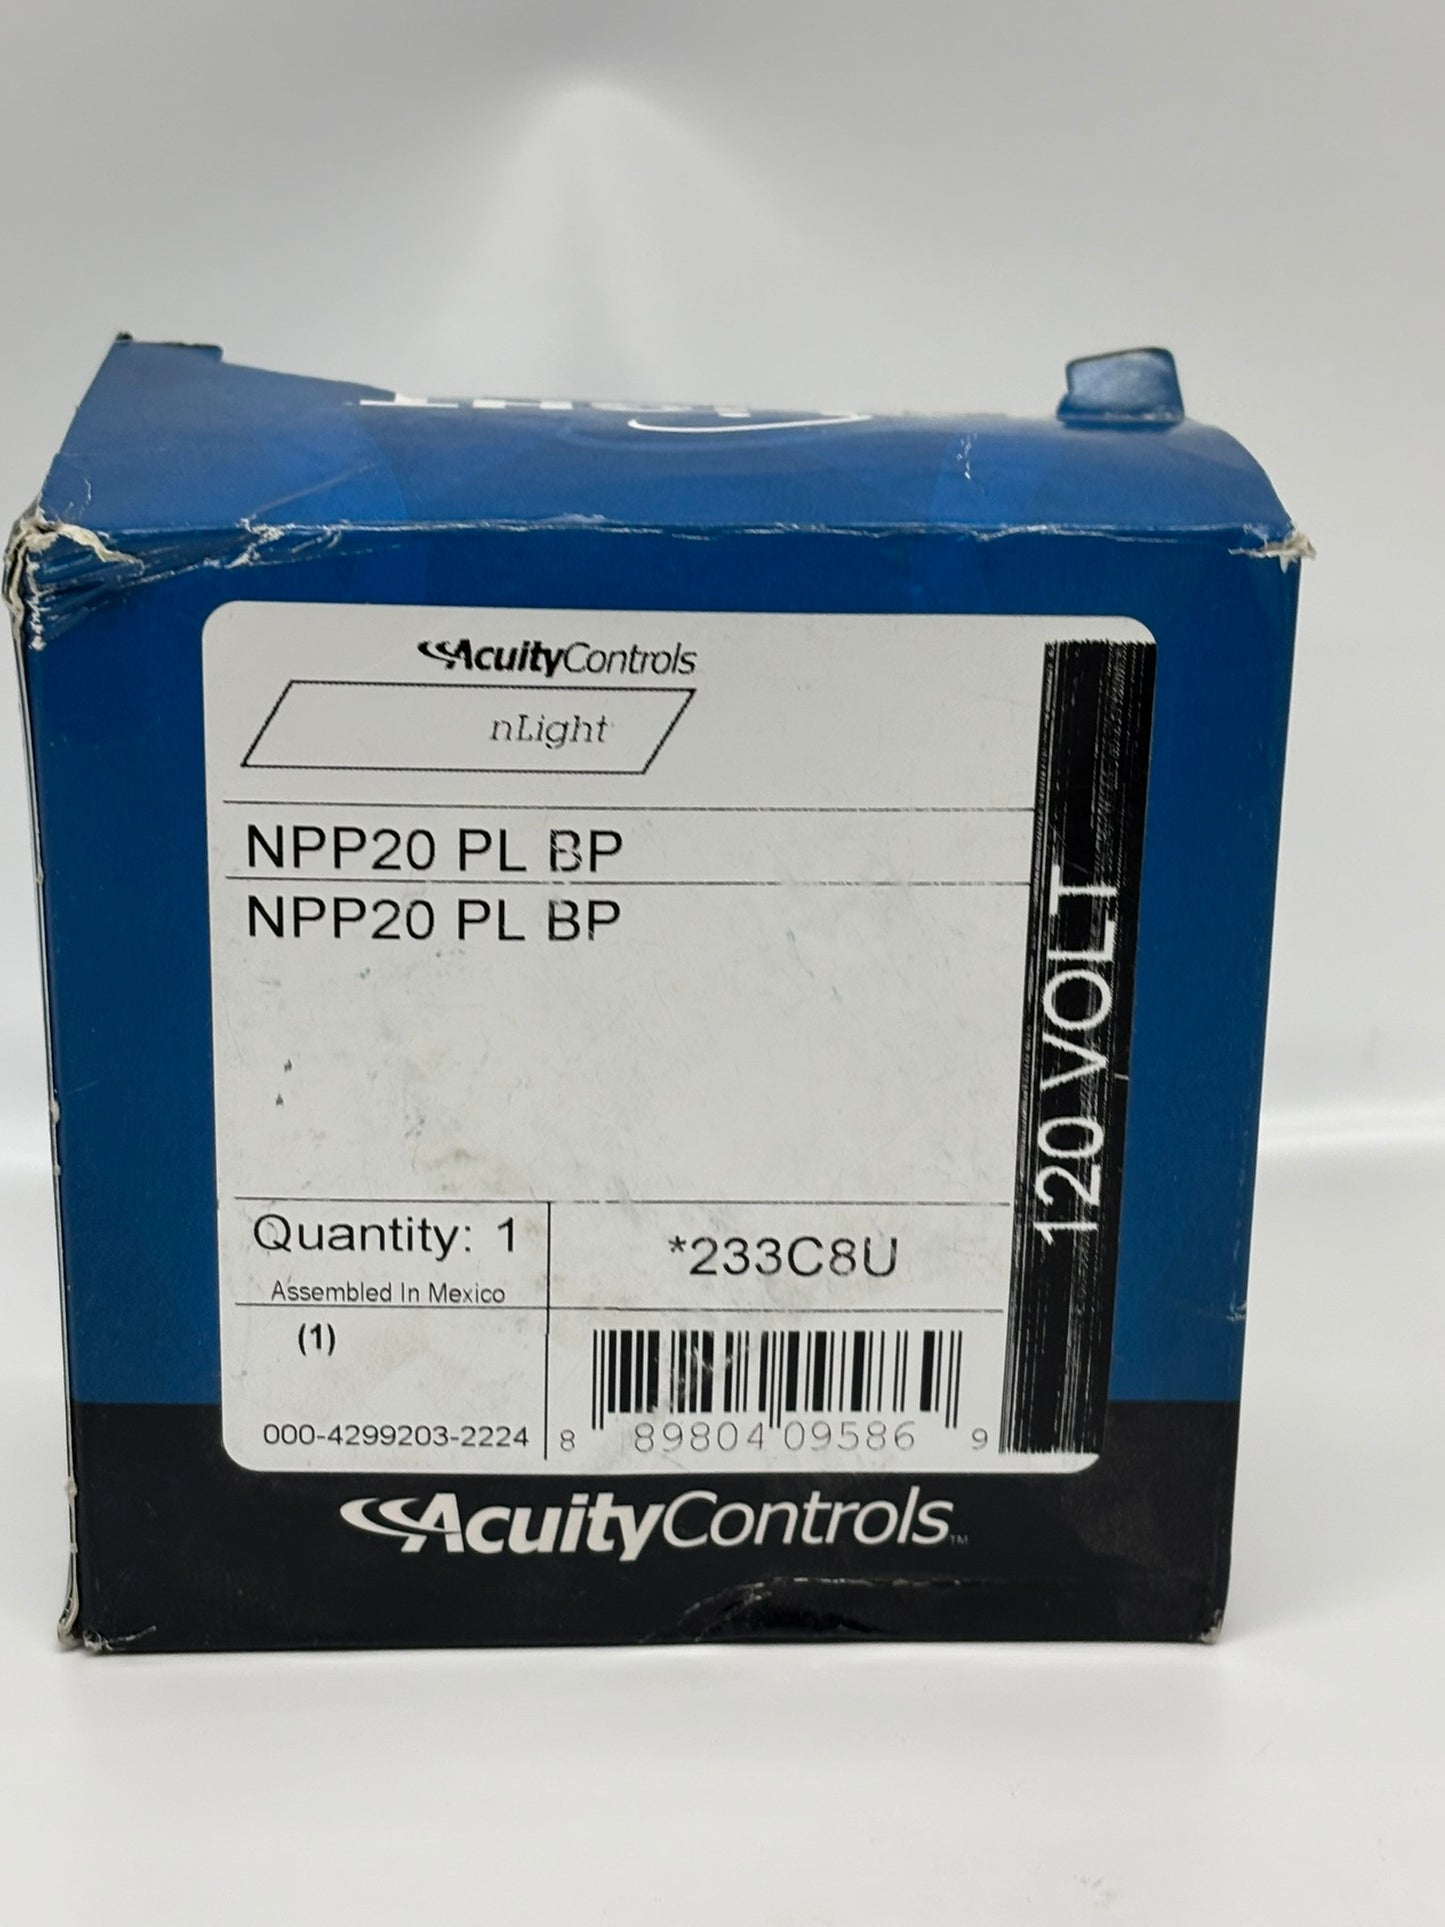 AcuityControls
nLight
NPP20 PL BP
NPP20 PL BP
120 VOLT
Quantity: 1
Assembled In Mexico
*233C8U
(1)
000-4299203-2224
8 89804 09586 9
AcuityControls™